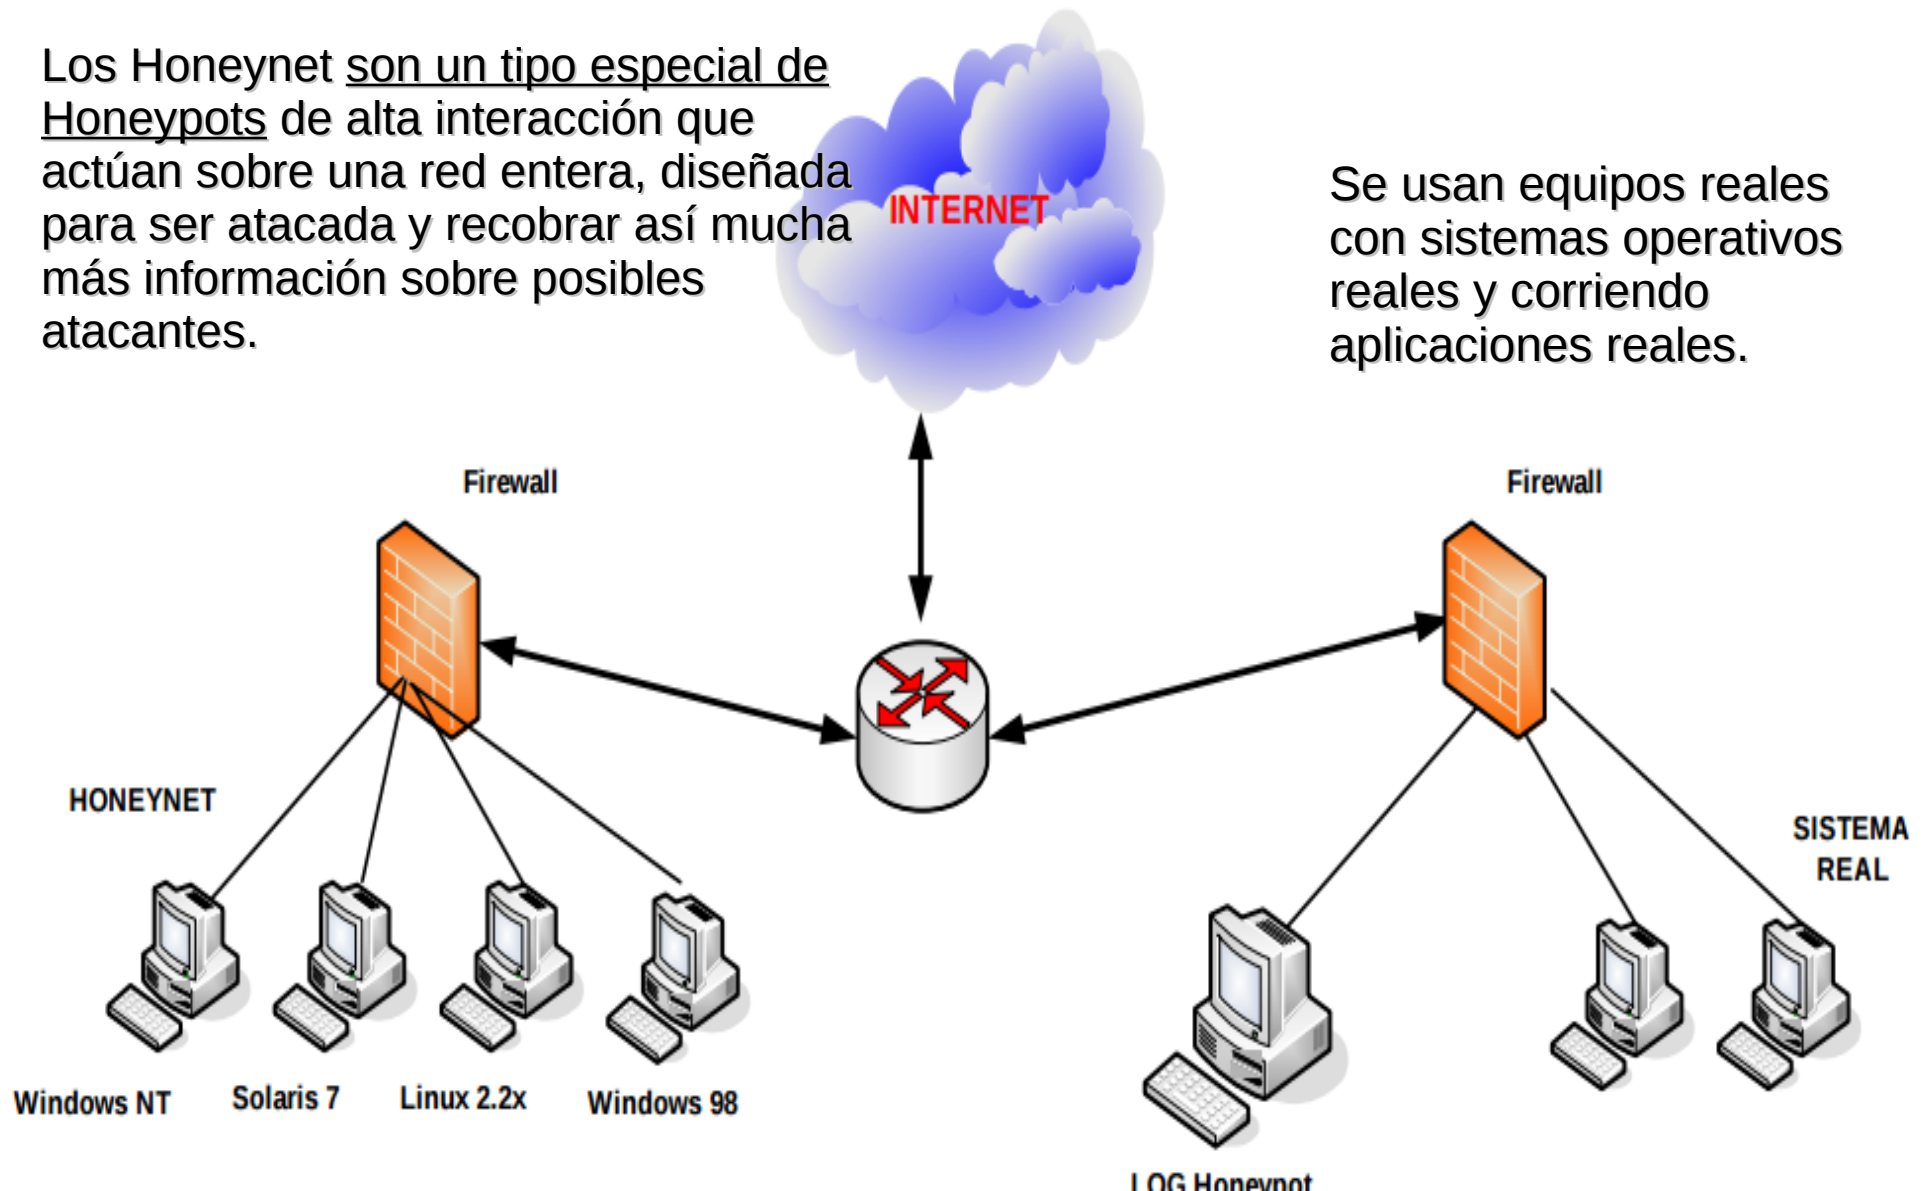 Los Honeynet son un tipo especial de
Honeypots de alta interacción que
actúan sobre una red entera, diseñada
para ser atacada y recobrar así mucha
más información sobre posibles
atacantes.
INTERNET
Se usan equipos reales
con sistemas operativos
reales y corriendo
aplicaciones reales.
Firewall
Firewall
HONEYNET
SISTEMA
REAL
Windows NT
Solaris 7
Linux 2.2x
Windows 98
LOG Honeypot